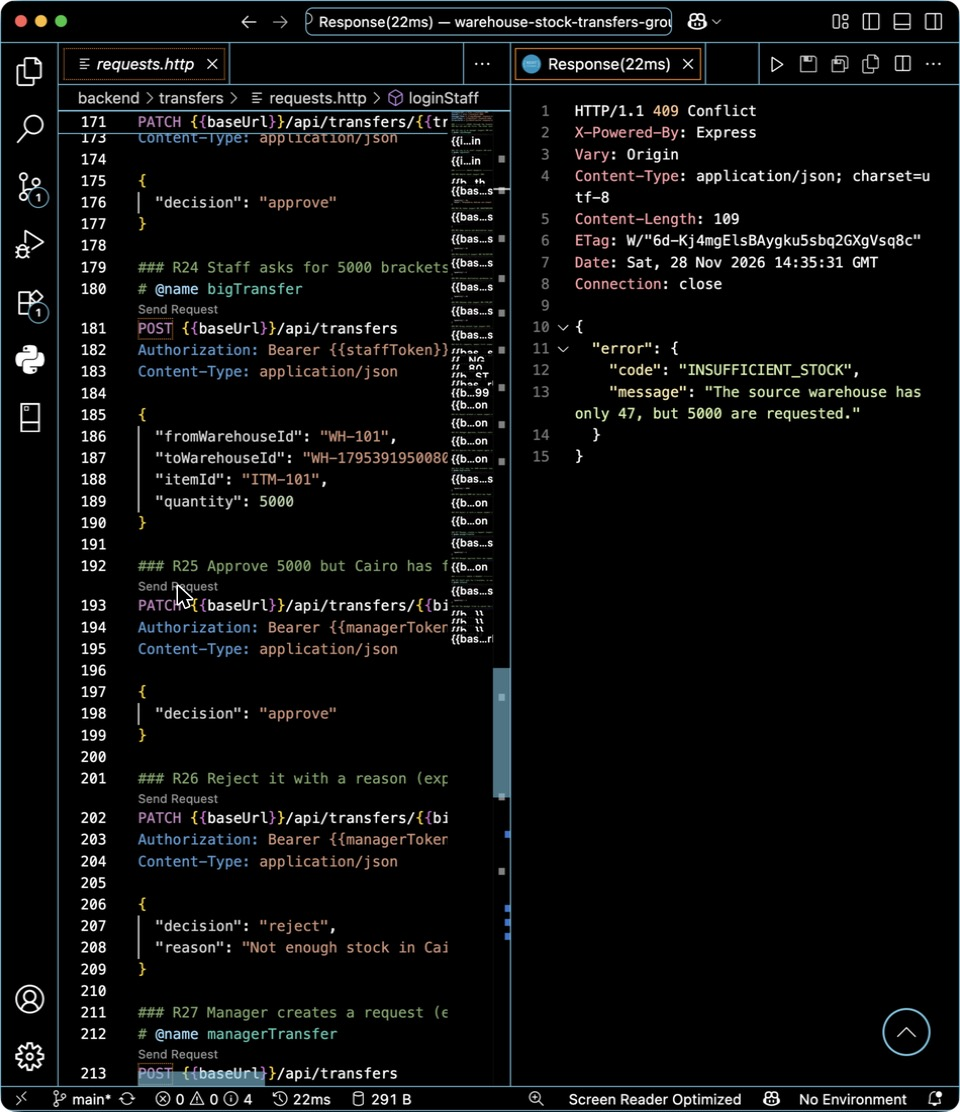 Response(22ms) — warehouse-stock-transfers-grou
requests.http
Response(22ms)
backend > transfers > requests.http > loginStaff
171 PATCH {{baseUrl}}/api/transfers/{{tr
173 Content-Type: application/json
174
175 {
176 "decision": "approve"
177 }
178
179 ### R24 Staff asks for 5000 brackets
180 # @name bigTransfer
Send Request
181 POST {{baseUrl}}/api/transfers
182 Authorization: Bearer {{staffToken}}
183 Content-Type: application/json
184
185 {
186 "fromWarehouseId": "WH-101",
187 "toWarehouseId": "WH-1795391950080
188 "itemId": "ITM-101",
189 "quantity": 5000
190 }
191
192 ### R25 Approve 5000 but Cairo has f
Send Request
193 PATCH {{baseUrl}}/api/transfers/{{bi
194 Authorization: Bearer {{managerToken
195 Content-Type: application/json
196
197 {
198 "decision": "approve"
199 }
200
201 ### R26 Reject it with a reason (exp
Send Request
202 PATCH {{baseUrl}}/api/transfers/{{bi
203 Authorization: Bearer {{managerToken
204 Content-Type: application/json
205
206 {
207 "decision": "reject",
208 "reason": "Not enough stock in Cai
209 }
210
211 ### R27 Manager creates a request (e
212 # @name managerTransfer
Send Request
213 POST {{baseUrl}}/api/transfers
1 HTTP/1.1 409 Conflict
2 X-Powered-By: Express
3 Vary: Origin
4 Content-Type: application/json; charset=u
tf-8
5 Content-Length: 109
6 ETag: W/"6d-Kj4mgElsBAygku5sbq2GXgVsq8c"
7 Date: Sat, 28 Nov 2026 14:35:31 GMT
8 Connection: close
9
10 {
11 "error": {
12 "code": "INSUFFICIENT_STOCK",
13 "message": "The source warehouse has
only 47, but 5000 are requested."
14 }
15 }
1
1
main* 0 0 4 22ms 291 B Screen Reader Optimized No Environment